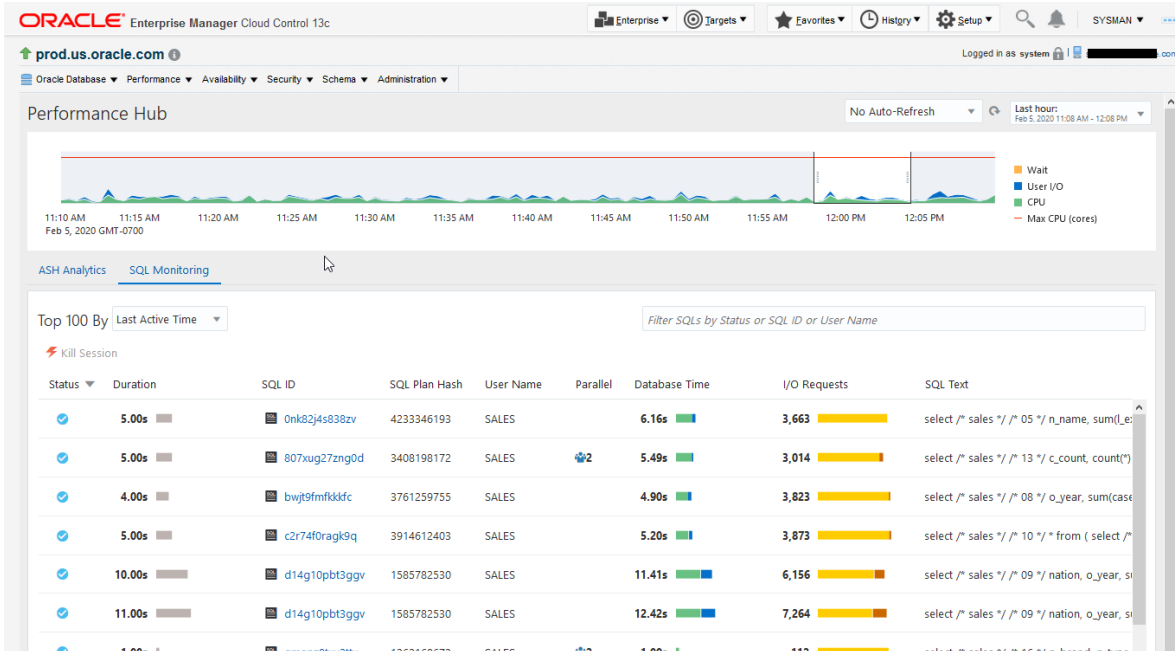 ORACLE Enterprise Manager Cloud Control 13c Enterprise Targets Favorites History Setup SYSMAN
prod.us.oracle.com Logged in as system
Oracle Database Performance Availability Security Schema Administration
Performance Hub No Auto-Refresh Last hour:
Feb 5, 2020 11:08 AM - 12:08 PM
Wait
User I/O
CPU
Max CPU (cores)
11:10 AM 11:15 AM 11:20 AM 11:25 AM 11:30 AM 11:35 AM 11:40 AM 11:45 AM 11:50 AM 11:55 AM 12:00 PM 12:05 PM
Feb 5, 2020 GMT-0700
ASH Analytics SQL Monitoring
Top 100 By Last Active Time Filter SQLs by Status or SQL ID or User Name
Kill Session
Status Duration SQL ID SQL Plan Hash User Name Parallel Database Time I/O Requests SQL Text
5.00s 0nk82j4s838zv 4233346193 SALES 6.16s 3,663 select /* sales */ /* 05 */ n_name, sum(l_e
5.00s 807xug27zng0d 3408198172 SALES 2 5.49s 3,014 select /* sales */ /* 13 */ c_count, count(*)
4.00s bwjt9fmfkkkfc 3761259755 SALES 4.90s 3,823 select /* sales */ /* 08 */ o_year, sum(case
5.00s c2r74f0ragk9q 3914612403 SALES 5.20s 3,873 select /* sales */ /* 10 */ * from ( select /*
10.00s d14g10pbt3ggv 1585782530 SALES 11.41s 6,156 select /* sales */ /* 09 */ nation, o_year, s
11.00s d14g10pbt3ggv 1585782530 SALES 12.42s 7,264 select /* sales */ /* 09 */ nation, o_year, s